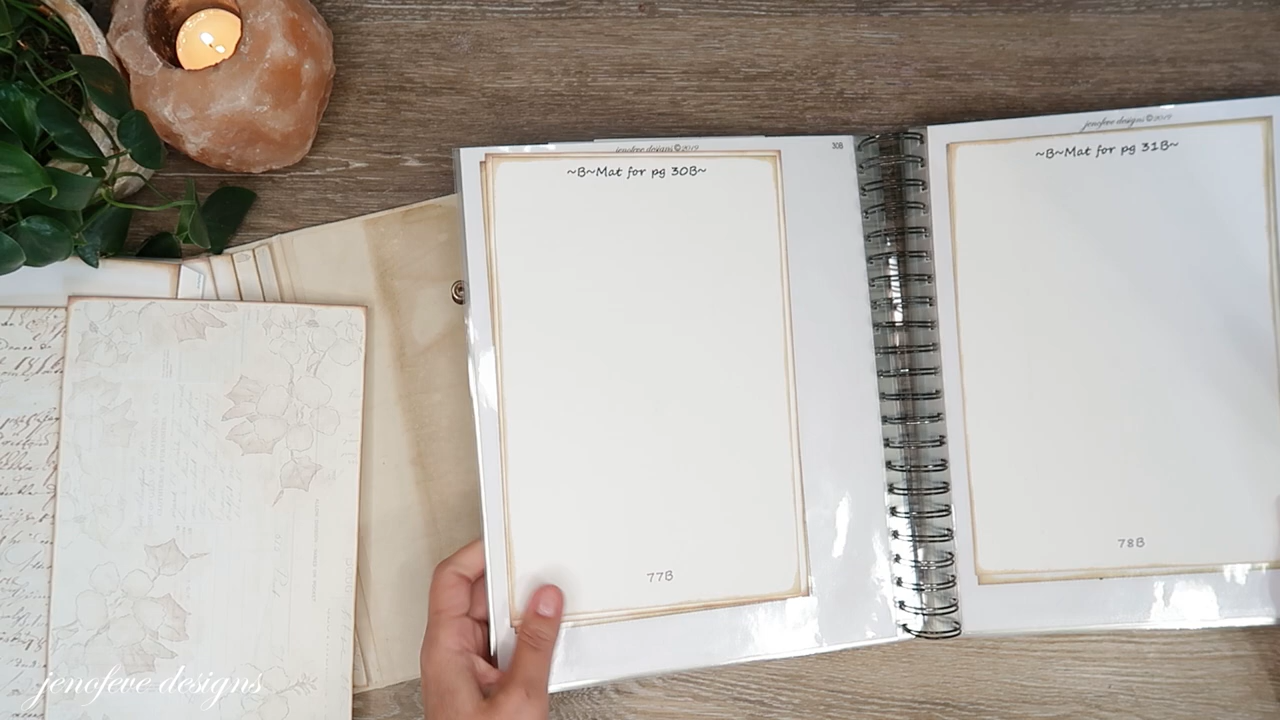 jenofeve designs©2019
30B
~B~Mat for pg 30B~
77B
jenofeve designs©2019
~B~Mat for pg 31B~
78B
jenofeve designs